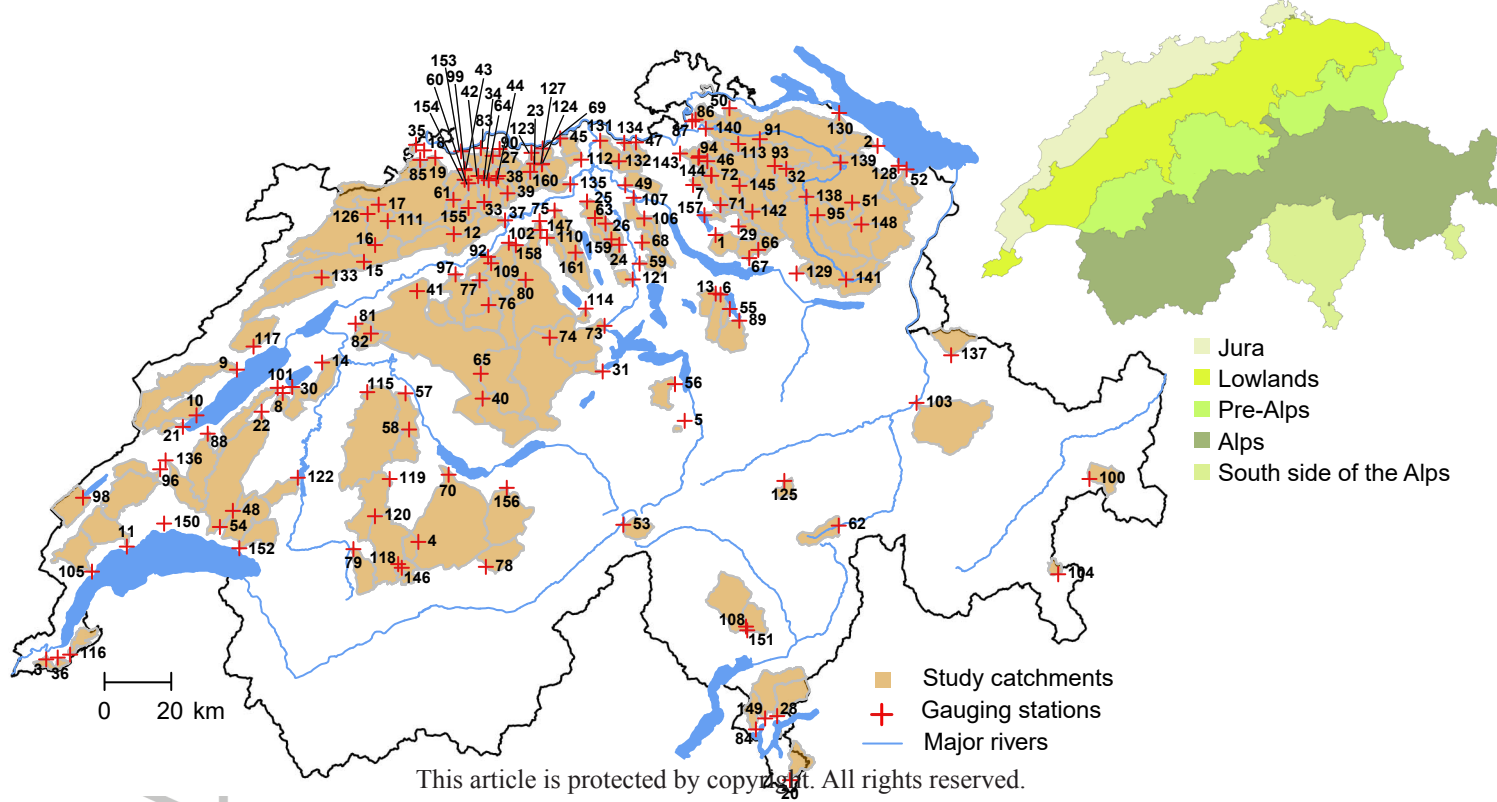 153
60 99 43
42 34 44
154 83 64 23 127
123 124 69
35 18 90 45 131 134 47
9 85 19 27 38 160 112 132 143
86 50 87 140 91 130 2
94 46 113 93 32 139 128 52
144 72 145 7 157 71 142 138 95 51 148
126 17 111 61 155 33 39 37 75 135 25 49 107
16 12 92 102 147 110 63 26 106
15 133 97 158 159 24 68 1 29 66
109 161 59 67 129 141
41 77 80 121
76 114 13 6 55
117 81 82 74 73 89
9 14 65 31 137
101 30 8 115 57 40 56
10 22 58 5 103
21 88
136 96 122 119 70 125 100
98 48 156
11 150 54 120 4 53 62
152 79 118 78
105 146 104
108
151
3 36 116
149 28
84
20
0 20 km
Study catchments
Gauging stations
Major rivers
Jura
Lowlands
Pre-Alps
Alps
South side of the Alps
This article is protected by copyright. All rights reserved.